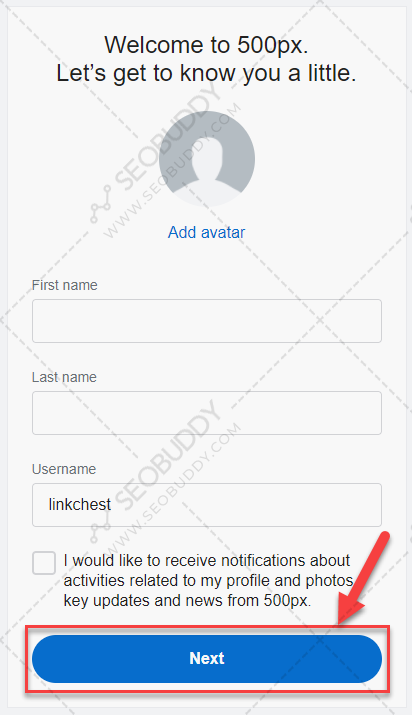 Welcome to 500px.
Let's get to know you a little.
SEOBUDDY
WWW.SEOBUDDY.COM
Add avatar
First name
Last name
SEOBUDDY
WWW.SEOBUDDY.COM
Username
linkchest
I would like to receive notifications about
activities related to my profile and photos
key updates and news from 500px.
Next